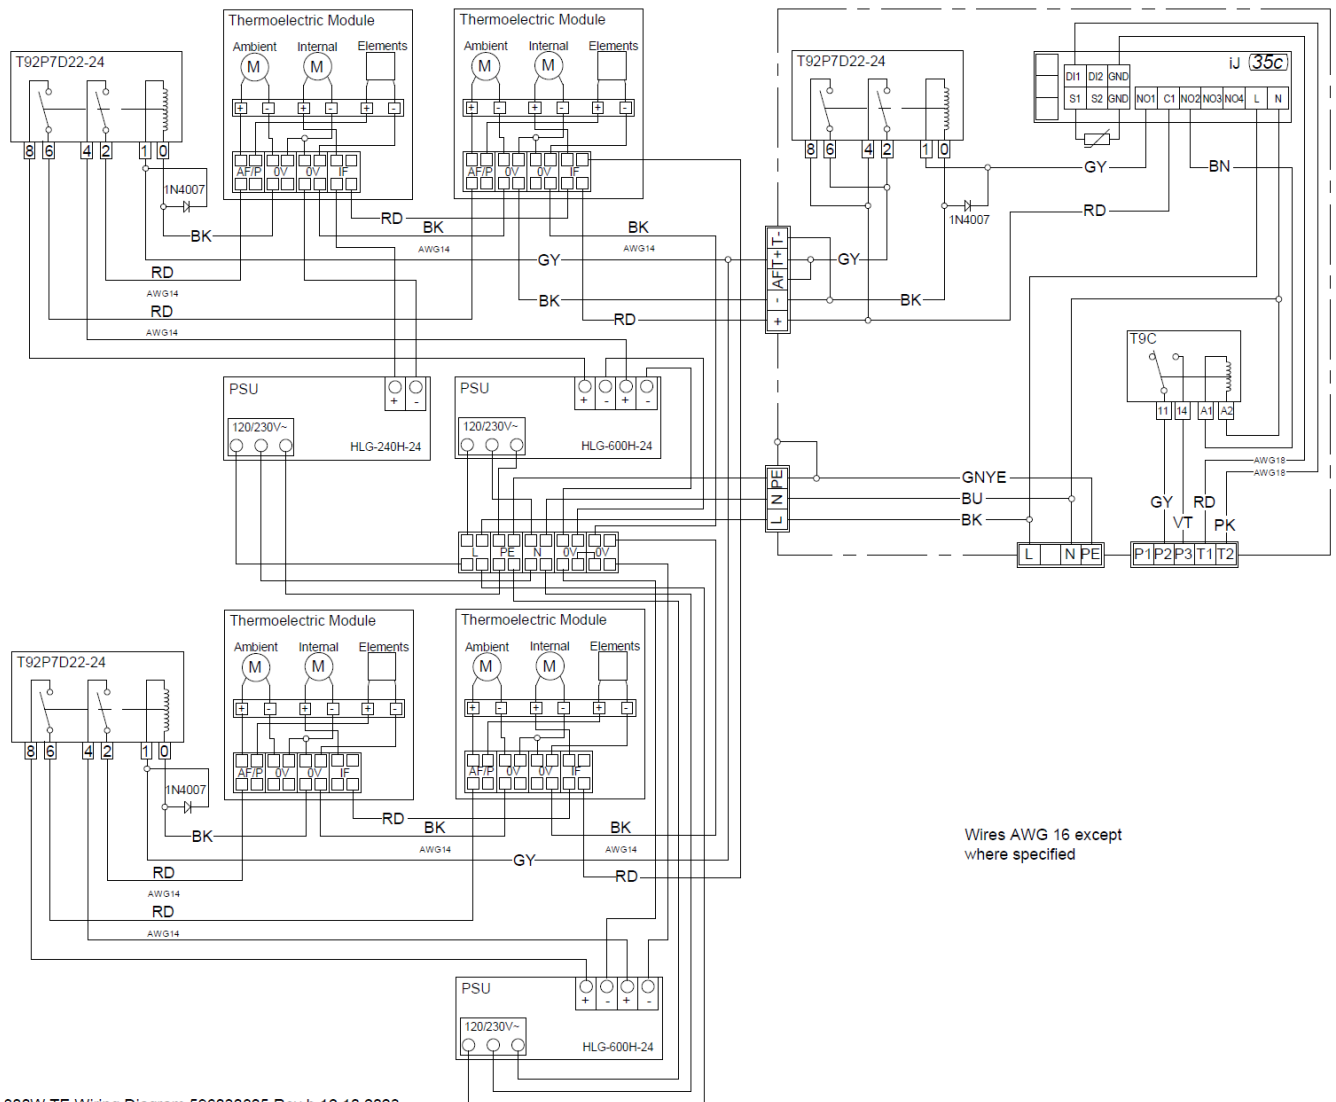 Thermoelectric Module
Ambient Internal Elements
M M
+ - + - + -
AF/P 0V 0V IF
Thermoelectric Module
Ambient Internal Elements
M M
+ - + - + -
AF/P 0V 0V IF
T92P7D22-24
8 6 4 2 1 0
1N4007
BK
RD
AWG14
RD
AWG14
RD
BK
AWG14
GY
BK
BK
AWG14
RD
T92P7D22-24
8 6 4 2 1 0
1N4007
iJ 35c
DI1 DI2 GND
S1 S2 GND NO1 C1 NO2 NO3 NO4 L N
GY
BN
RD
T-
T+
AF
-
+
GY
BK
T9C
11 14 A1 A2
PSU
+ -
120/230V~
HLG-240H-24
PSU
+ - + -
120/230V~
HLG-600H-24
PE
N
L
GNYE
BU
BK
AWG18
AWG18
GY
VT
RD
PK
L N PE
P1 P2 P3 T1 T2
L PE N 0V 0V
Thermoelectric Module
Ambient Internal Elements
M M
+ - + - + -
AF/P 0V 0V IF
Thermoelectric Module
Ambient Internal Elements
M M
+ - + - + -
AF/P 0V 0V IF
T92P7D22-24
8 6 4 2 1 0
1N4007
BK
RD
AWG14
RD
AWG14
RD
BK
AWG14
GY
BK
AWG14
RD
Wires AWG 16 except
where specified
PSU
+ - + -
120/230V~
HLG-600H-24